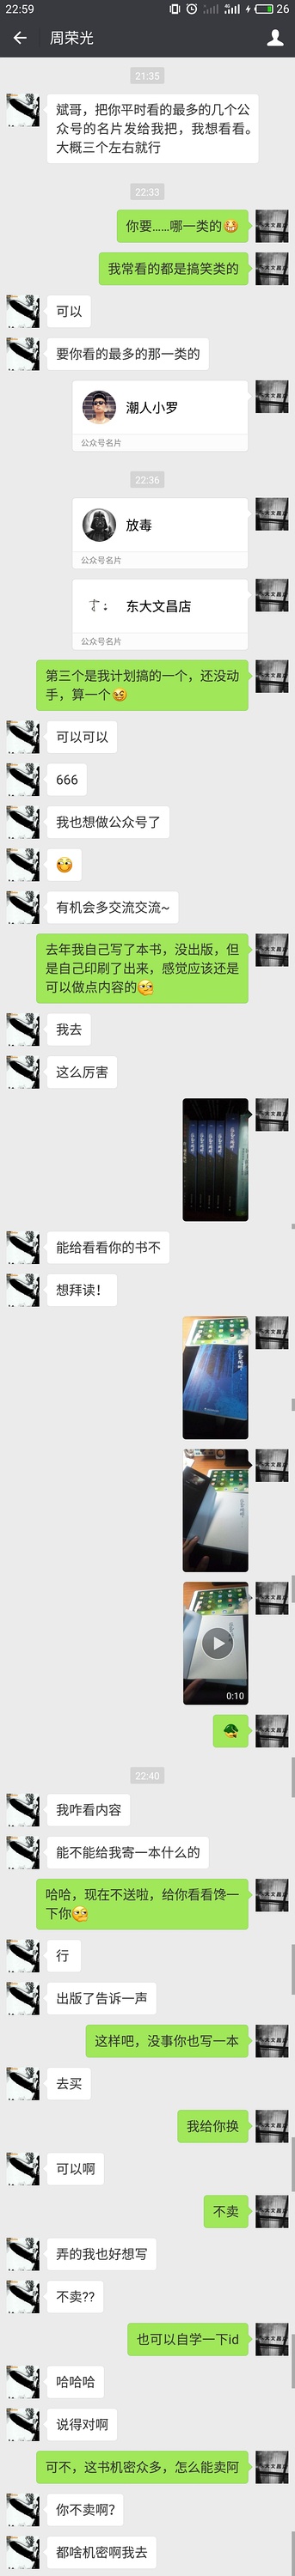 22:59
26
周荣光
21:35
斌哥，把你平时看的最多的几个公
众号的名片发给我把，我想看看。
大概三个左右就行
22:33
你要……哪一类的
我常看的都是搞笑类的
可以
要你看的最多的那一类的
潮人小罗
公众号名片
22:36
放毒
公众号名片
东大文昌店
公众号名片
第三个是我计划搞的一个，还没动
手，算一个
可以可以
666
我也想做公众号了
有机会多交流交流~
去年我自己写了本书，没出版，但
是自己印刷了出来，感觉应该还是
可以做点内容的
我去
这么厉害
能给看看你的书不
想拜读！
0:10
22:40
我咋看内容
能不能给我寄一本什么的
哈哈，现在不送啦，给你看看馋一
下你
行
出版了告诉一声
这样吧，没事你也写一本
去买
我给你换
可以啊
不卖
弄的我也好想写
不卖??
也可以自学一下id
哈哈哈
说得对啊
可不，这书机密众多，怎么能卖阿
你不卖啊？
都啥机密啊我去